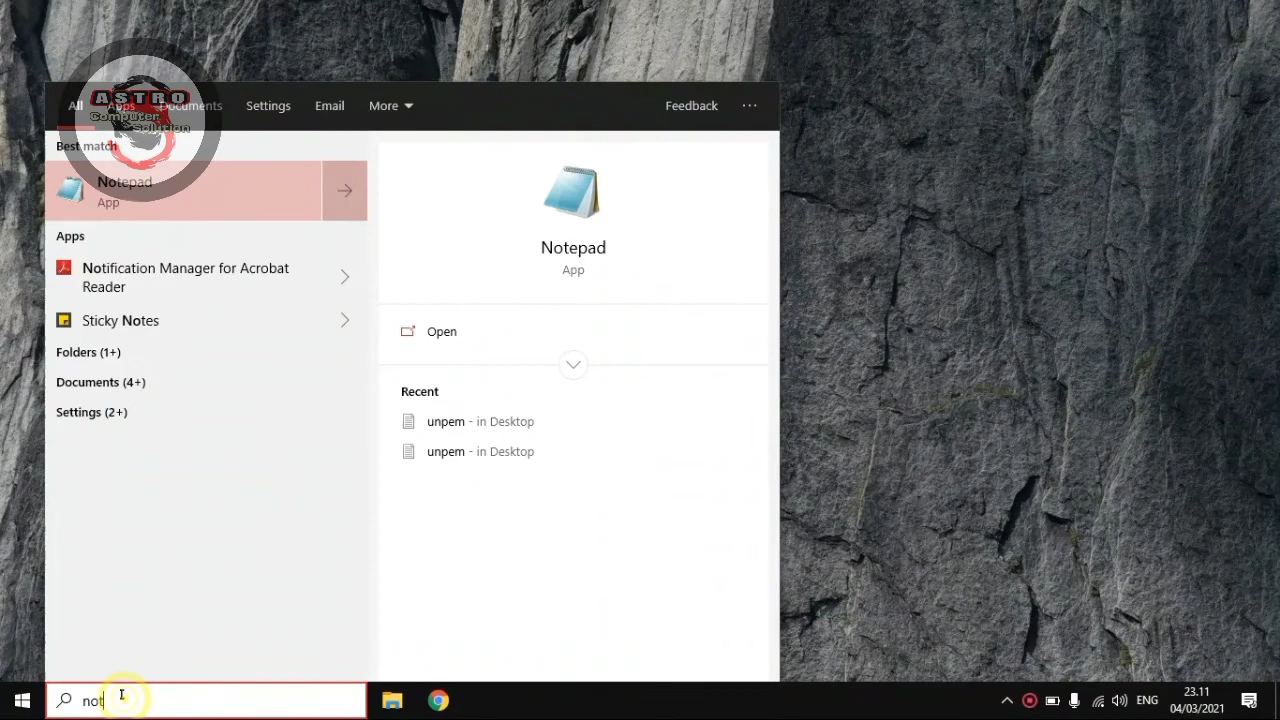 All Apps Documents Settings Email More Feedback ...
ASTRO
Computer
Solution
Best match
Notepad
App
Apps
Notification Manager for Acrobat
Reader
Sticky Notes
Folders (1+)
Documents (4+)
Settings (2+)
Notepad
App
Open
Recent
unpem - in Desktop
unpem - in Desktop
not
ENG
23.11
04/03/2021